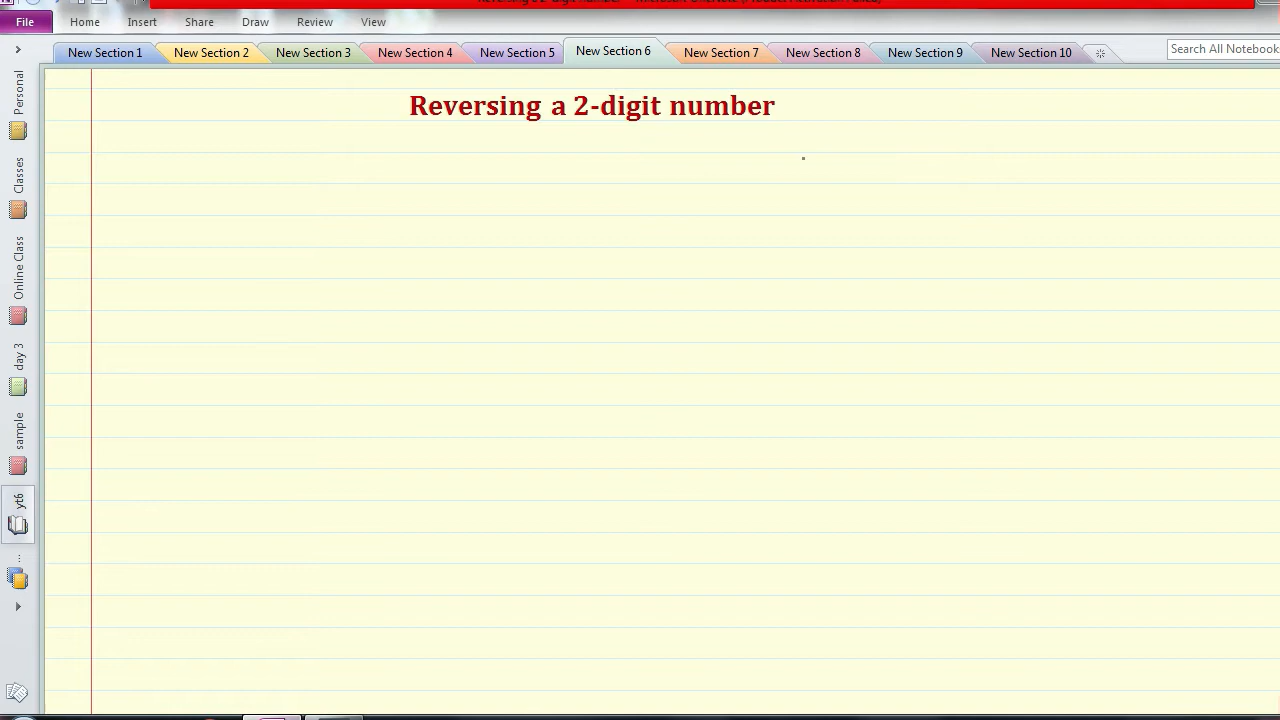 File Home Insert Share Draw Review View
New Section 1 New Section 2 New Section 3 New Section 4 New Section 5 New Section 6 New Section 7 New Section 8 New Section 9 New Section 10 Search All Notebook
Reversing a 2-digit number
Personal
Classes
Online Class
day 3
sample
yt6
...